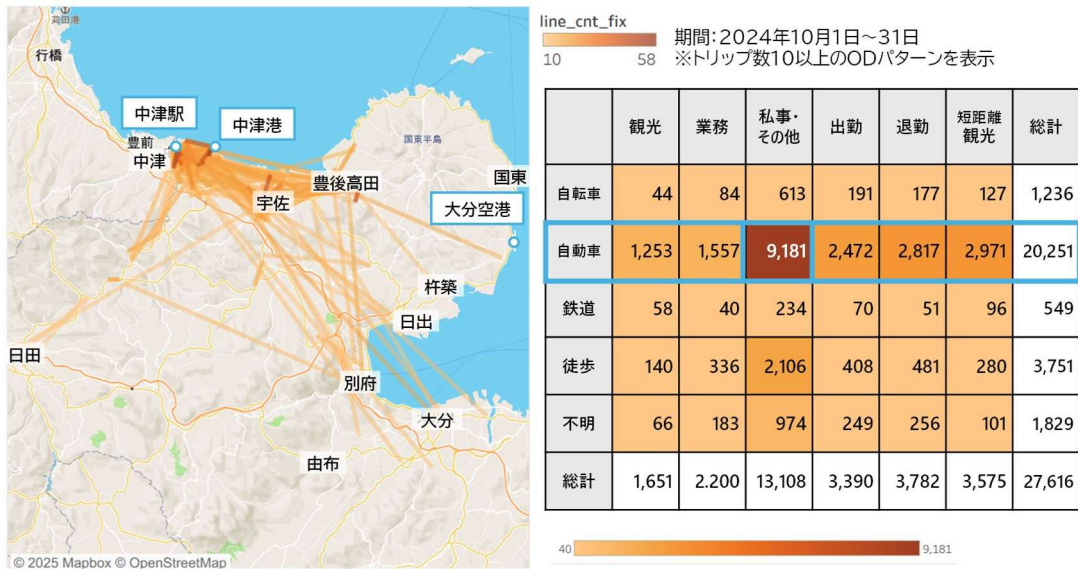 苅田港
行橋
中津駅
中津港
豊前
中津
国東半島
宇佐
豊後高田
国東
大分空港
杵築
日出
日田
別府
大分
由布
© 2025 Mapbox © OpenStreetMap
line_cnt_fix
10 58
期間:2024年10月1日~31日
※トリップ数10以上のODパターンを表示
観光 業務 私事・その他 出勤 退勤 短距離観光 総計
自転車 44 84 613 191 177 127 1,236
自動車 1,253 1,557 9,181 2,472 2,817 2,971 20,251
鉄道 58 40 234 70 51 96 549
徒歩 140 336 2,106 408 481 280 3,751
不明 66 183 974 249 256 101 1,829
総計 1,651 2.200 13,108 3,390 3,782 3,575 27,616
40 9,181